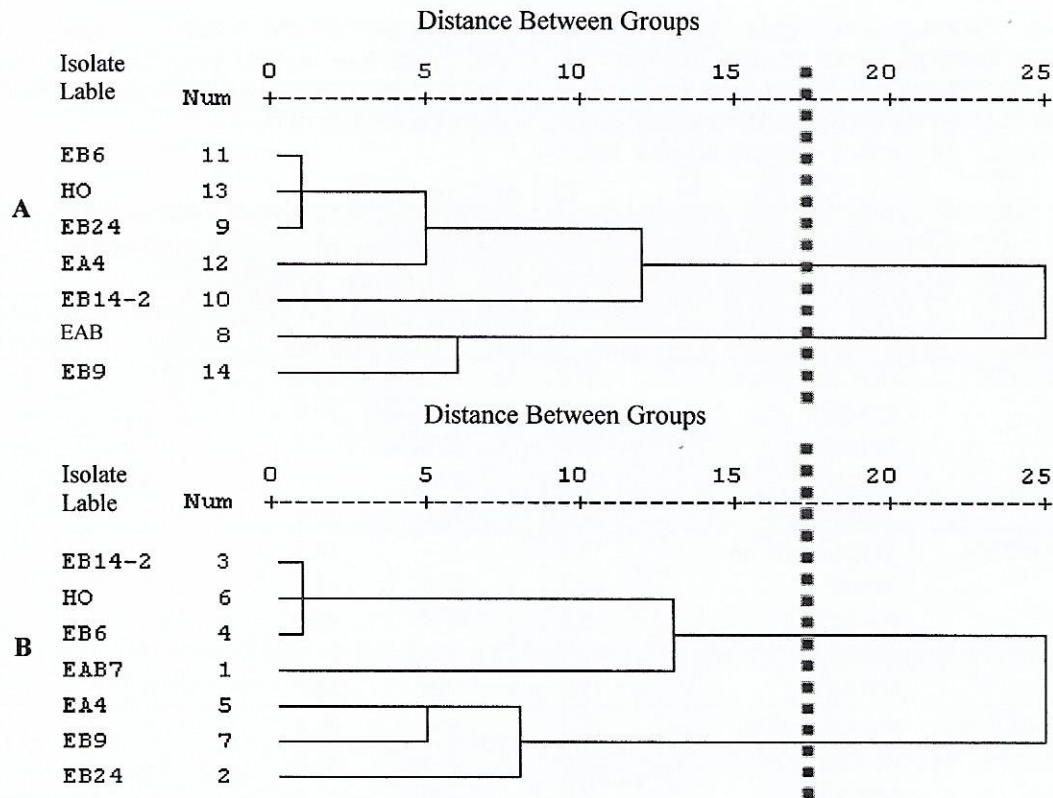 Distance Between Groups
Isolate
Lable Num
0 5 10 15 20 25
A
EB6 11
HO 13
EB24 9
EA4 12
EB14-2 10
EAB 8
EB9 14
Distance Between Groups
Isolate
Lable Num
0 5 10 15 20 25
B
EB14-2 3
HO 6
EB6 4
EAB7 1
EA4 5
EB9 7
EB24 2